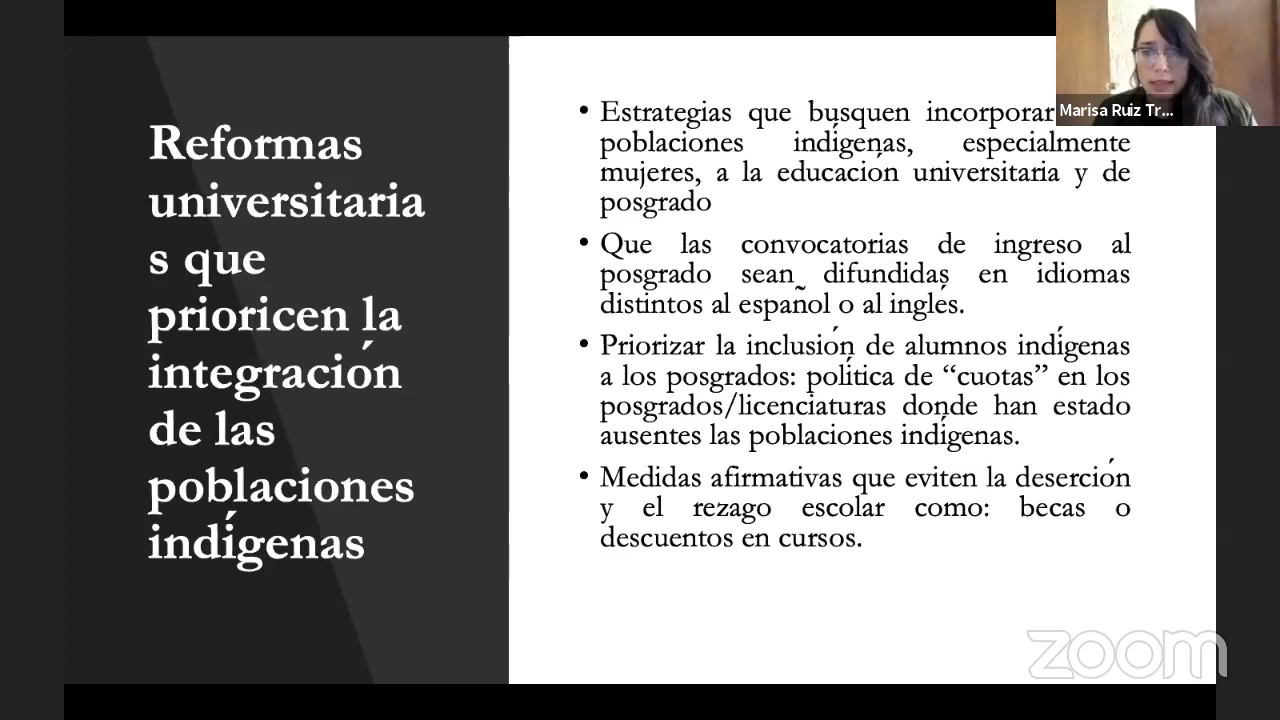 Reformas
universitaria
s que
prioricen la
integración
de las
poblaciones
indígenas
• Estrategias que busquen incorporar
poblaciones indígenas, especialmente
mujeres, a la educación universitaria y de
posgrado
• Que las convocatorias de ingreso al
posgrado sean difundidas en idiomas
distintos al español o al inglés.
• Priorizar la inclusión de alumnos indígenas
a los posgrados: política de “cuotas” en los
posgrados/licenciaturas donde han estado
ausentes las poblaciones indígenas.
• Medidas afirmativas que eviten la deserción
y el rezago escolar como: becas o
descuentos en cursos.
Marisa Ruiz Tr...
zoom